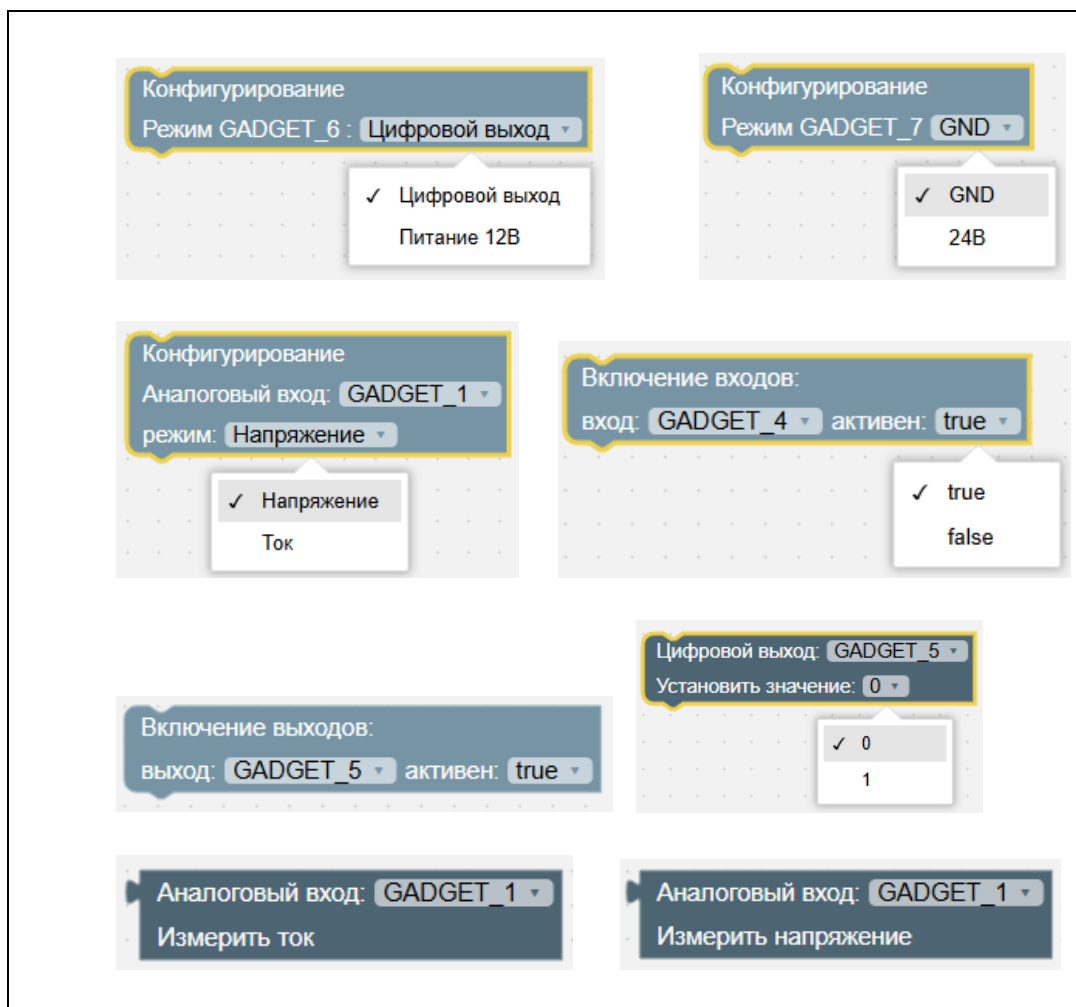 Конфигурирование
Режим GADGET_6 : Цифровой выход
✓ Цифровой выход
Питание 12В
Конфигурирование
Режим GADGET_7 GND
✓ GND
24В
Конфигурирование
Аналоговый вход: GADGET_1
режим: Напряжение
✓ Напряжение
Ток
Включение входов:
вход: GADGET_4 активен: true
✓ true
false
Включение выходов:
выход: GADGET_5 активен: true
Цифровой выход: GADGET_5
Установить значение: 0
✓ 0
1
Аналоговый вход: GADGET_1
Измерить ток
Аналоговый вход: GADGET_1
Измерить напряжение